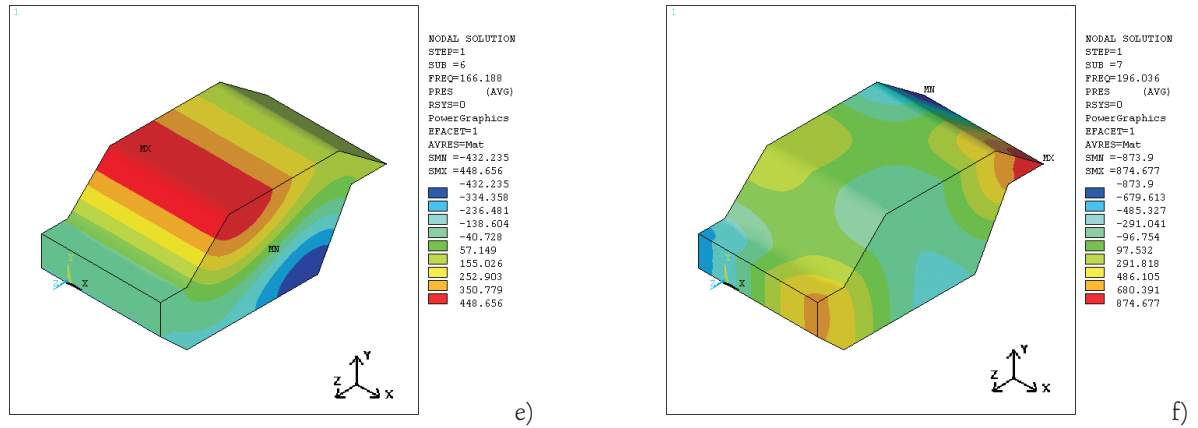 1
NODAL SOLUTION
STEP=1
SUB =6
FREQ=166.188
PRES (AVG)
RSYS=0
PowerGraphics
EFACET=1
AVRES=Mat
SMN =-432.235
SMX =448.656
-432.235
-334.358
-236.481
-138.604
-40.728
57.149
155.026
252.903
350.779
448.656
MX
MN
Y
Z X
Y
Z
X
e)
1
NODAL SOLUTION
STEP=1
SUB =7
FREQ=196.036
PRES (AVG)
RSYS=0
PowerGraphics
EFACET=1
AVRES=Mat
SMN =-873.9
SMX =874.677
-873.9
-679.613
-485.327
-291.041
-96.754
97.532
291.818
486.105
680.391
874.677
MN
MX
Y
Z X
Y
Z
X
f)